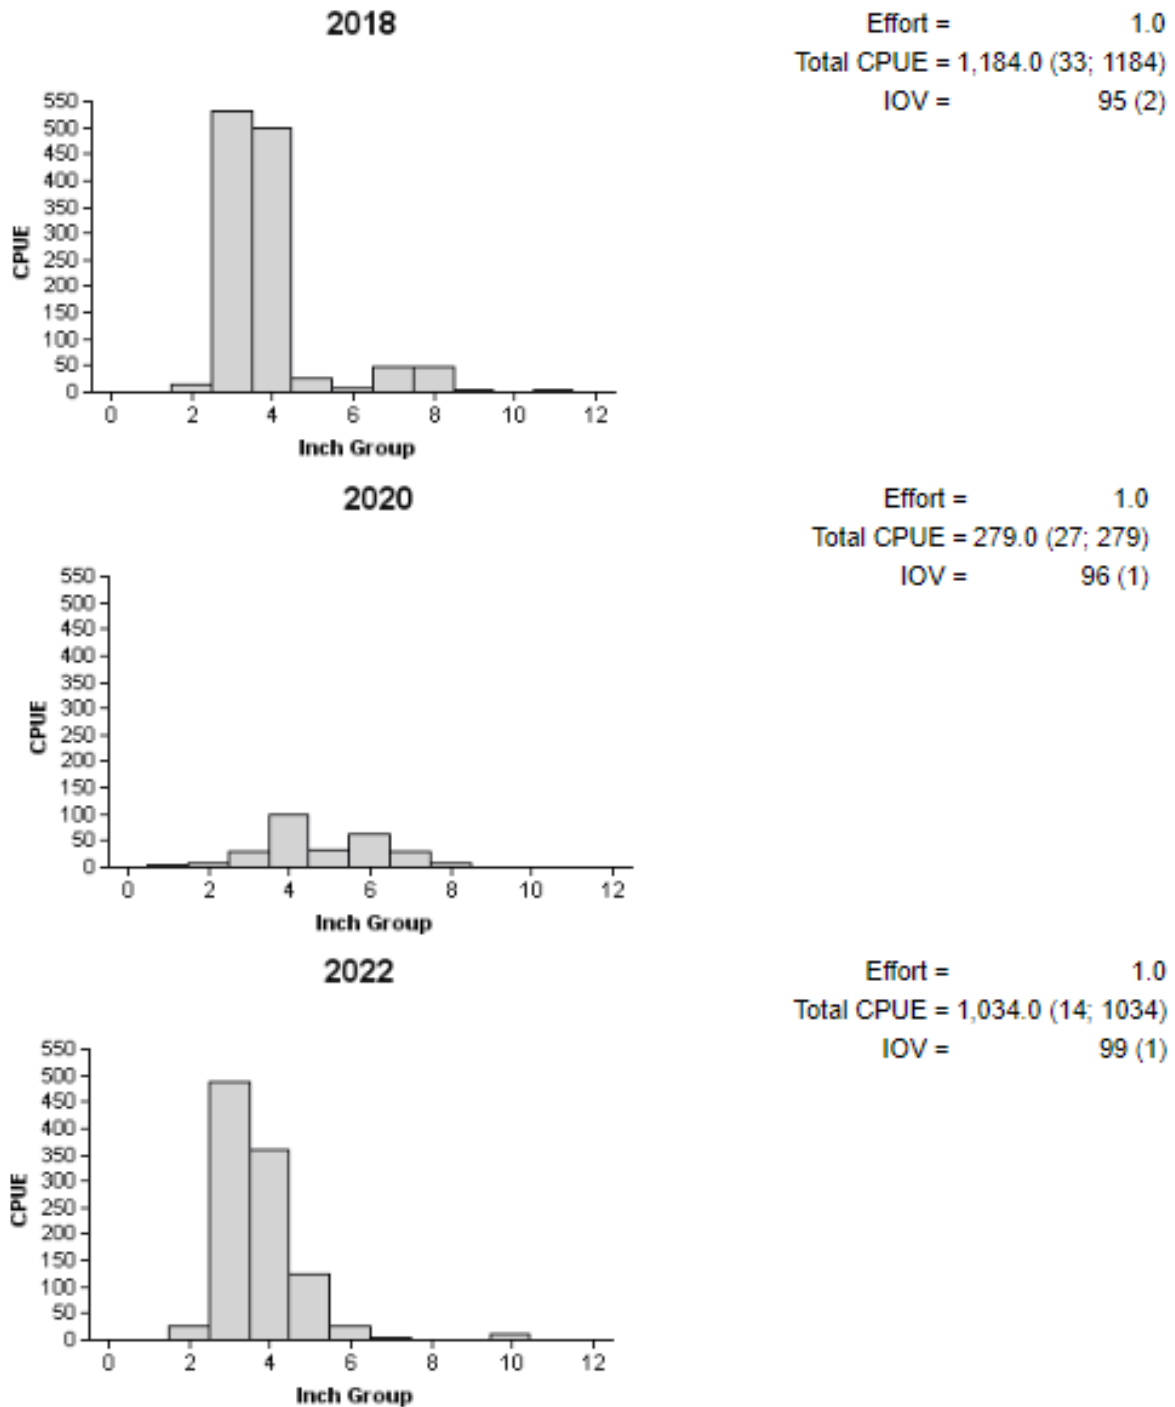 2018
Effort = 1.0
Total CPUE = 1,184.0 (33; 1184)
IOV = 95 (2)
550
500
450
400
350
300
250
200
150
100
50
0
CPUE
0 2 4 6 8 10 12
Inch Group
2020
Effort = 1.0
Total CPUE = 279.0 (27; 279)
IOV = 96 (1)
550
500
450
400
350
300
250
200
150
100
50
0
CPUE
0 2 4 6 8 10 12
Inch Group
2022
Effort = 1.0
Total CPUE = 1,034.0 (14; 1034)
IOV = 99 (1)
550
500
450
400
350
300
250
200
150
100
50
0
CPUE
0 2 4 6 8 10 12
Inch Group